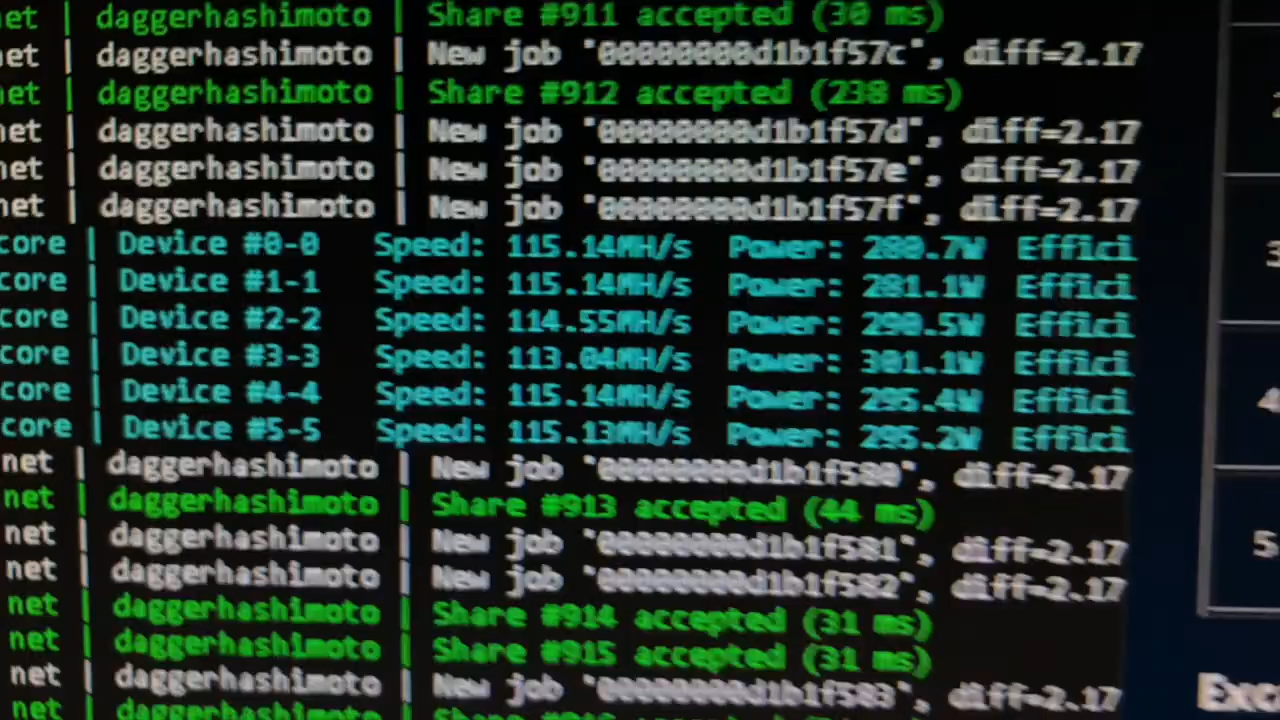 net | daggerhashimoto | Share #911 accepted (30 ms)
net | daggerhashimoto | New job "00000000d1b1f57c", diff=2.17
net | daggerhashimoto | Share #912 accepted (238 ms)
net | daggerhashimoto | New job "00000000d1b1f57d", diff=2.17
net | daggerhashimoto | New job "00000000d1b1f57e", diff=2.17
net | daggerhashimoto | New job "00000000d1b1f57f", diff=2.17
core | Device #0-0 Speed: 115.14MH/s Power: 280.7W Effici
core | Device #1-1 Speed: 115.14MH/s Power: 281.1W Effici
core | Device #2-2 Speed: 114.55MH/s Power: 290.5W Effici
core | Device #3-3 Speed: 113.04MH/s Power: 301.1W Effici
core | Device #4-4 Speed: 115.14MH/s Power: 295.4W Effici
core | Device #5-5 Speed: 115.13MH/s Power: 295.2W Effici
net | daggerhashimoto | New job "00000000d1b1f580", diff=2.17
net | daggerhashimoto | Share #913 accepted (44 ms)
net | daggerhashimoto | New job "00000000d1b1f581", diff=2.17
net | daggerhashimoto | New job "00000000d1b1f582", diff=2.17
net | daggerhashimoto | Share #914 accepted (31 ms)
net | daggerhashimoto | Share #915 accepted (31 ms)
net | daggerhashimoto | New job "00000000d1b1f583", diff=2.17
net | daggerhashimoto
3
4
5
Exc